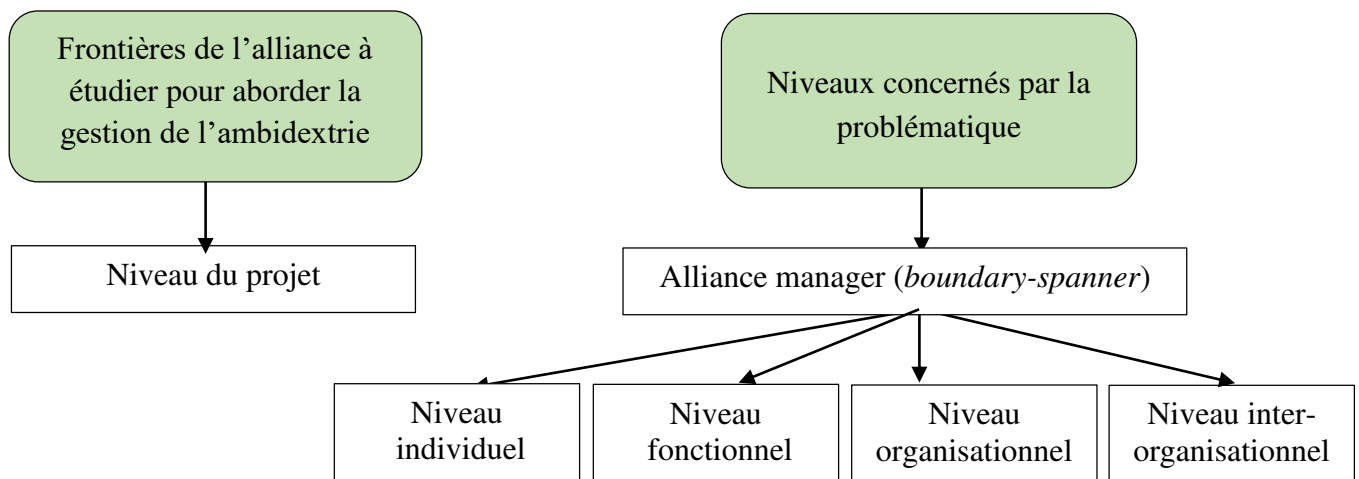 Frontières de l’alliance à
étudier pour aborder la
gestion de l’ambidextrie
Niveaux concernés par la
problématique
Niveau du projet
Alliance manager (boundary-spanner)
Niveau
individuel
Niveau
fonctionnel
Niveau
organisationnel
Niveau inter-
organisationnel